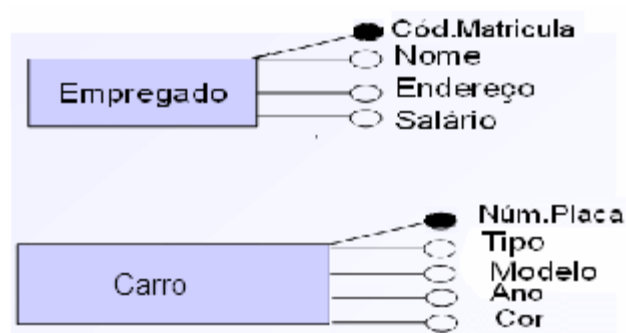 Cód.Matricula
Nome
Empregado
Endereço
Salário
Núm.Placa
Tipo
Carro
Modelo
Ano
Cor